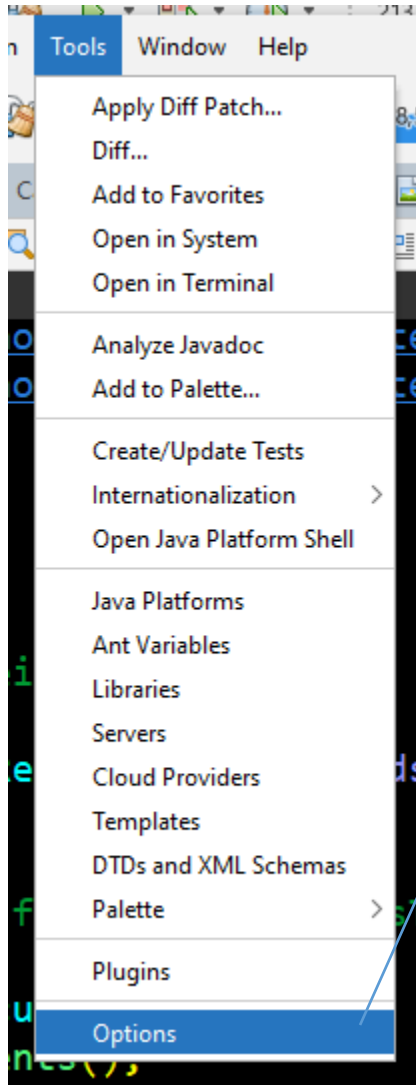 Tools Window Help
Apply Diff Patch...
Diff...
Add to Favorites
Open in System
Open in Terminal
Analyze Javadoc
Add to Palette...
Create/Update Tests
Internationalization
Open Java Platform Shell
Java Platforms
Ant Variables
Libraries
Servers
Cloud Providers
Templates
DTDs and XML Schemas
Palette
Plugins
Options